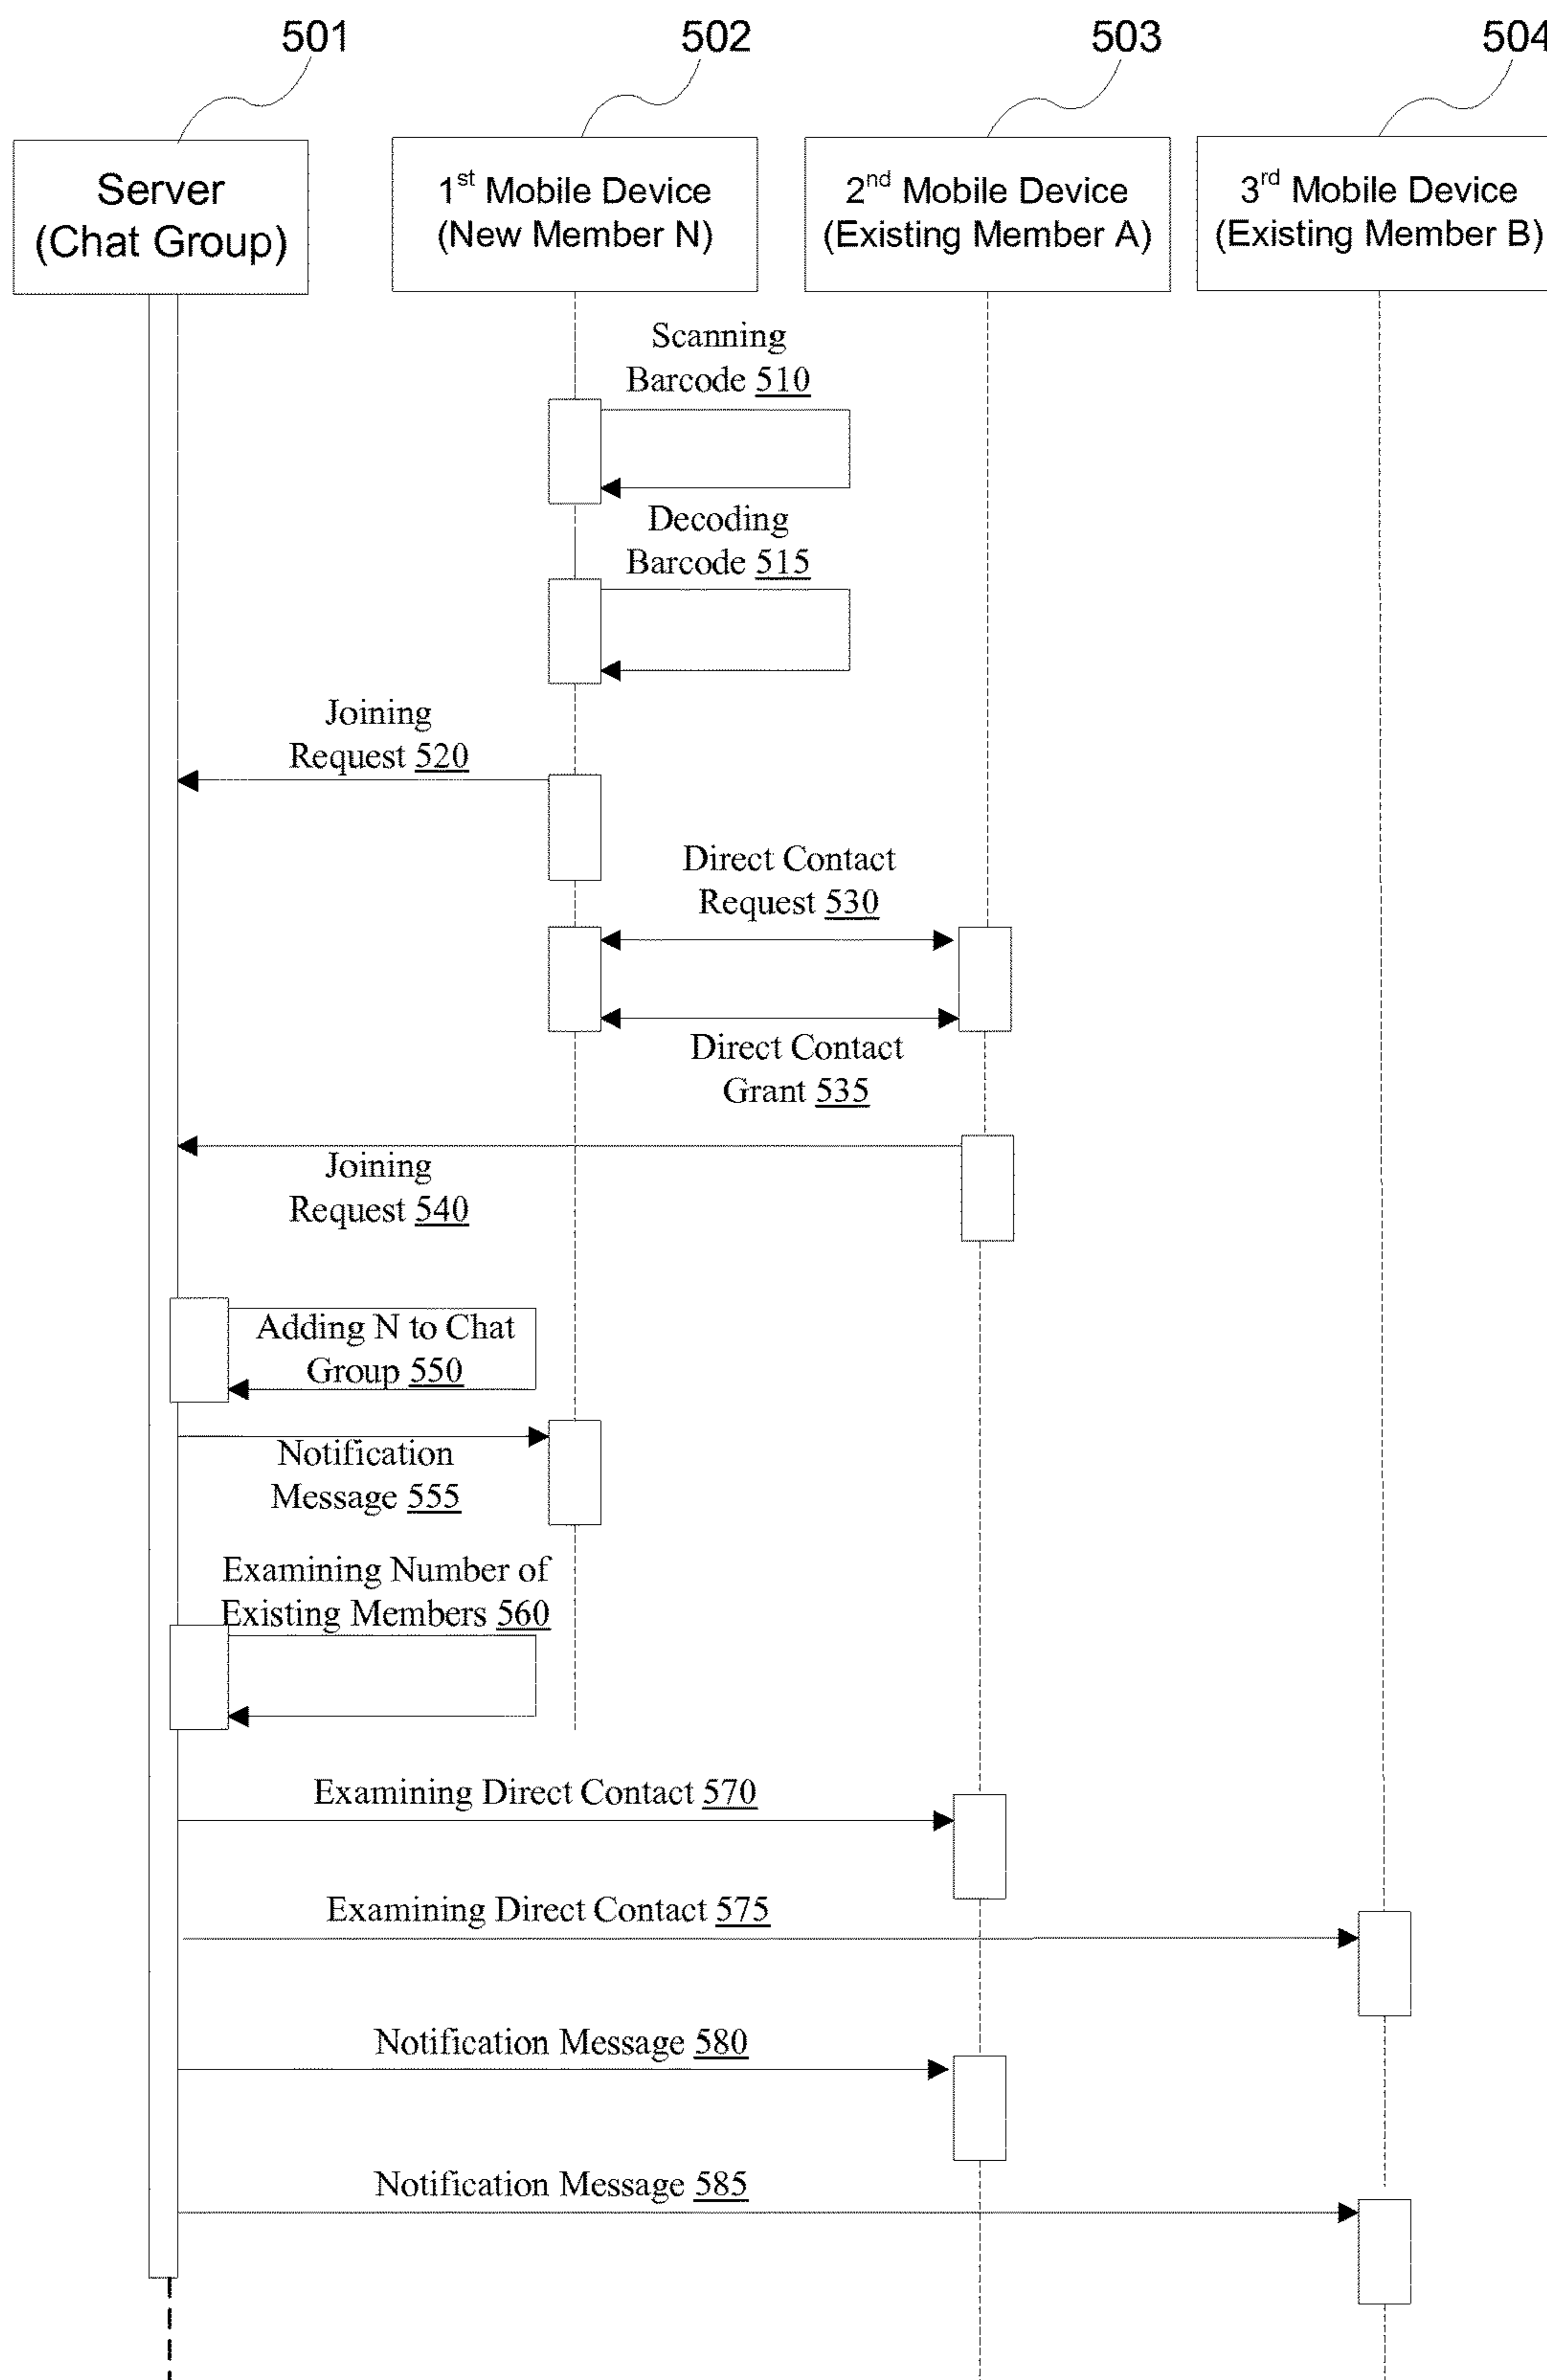 501
502
503
504
Server
(Chat Group)
1st Mobile Device
(New Member N)
2nd Mobile Device
(Existing Member A)
3rd Mobile Device
(Existing Member B)
Scanning
Barcode 510
Decoding
Barcode 515
Joining
Request 520
Direct Contact
Request 530
Direct Contact
Grant 535
Joining
Request 540
Adding N to Chat
Group 550
Notification
Message 555
Examining Number of
Existing Members 560
Examining Direct Contact 570
Examining Direct Contact 575
Notification Message 580
Notification Message 585